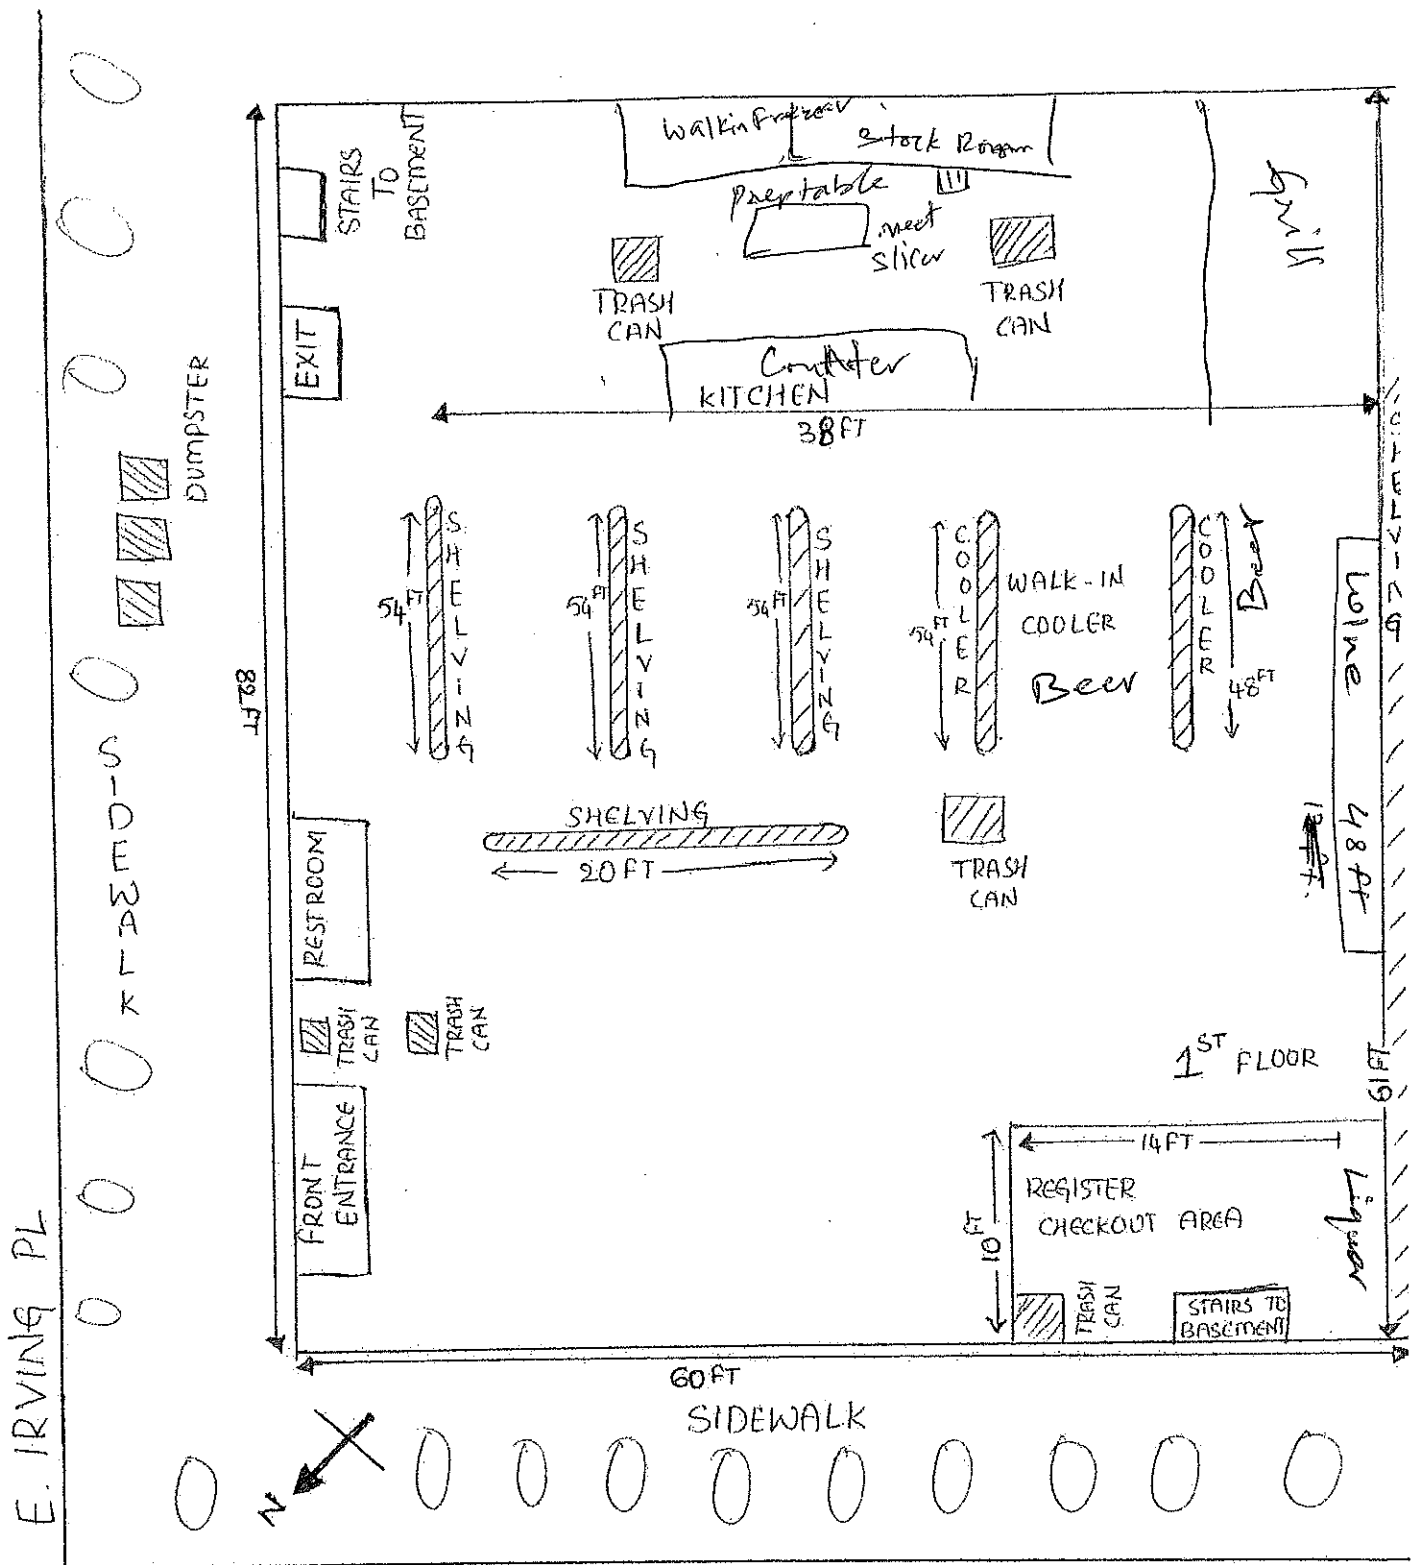 E. IRVING PL
SIDEWALK
DUMPSTER
82 FT
STAIRS
TO
BASEMENT
EXIT
Walkin Freezer
Stock Room
Preptable
meet
slicer
TRASH
CAN
TRASH
CAN
Counter
KITCHEN
38 FT
Grill
SHELVING
54 FT
SHELVING
54 FT
SHELVING
54 FT
SHELVING
54 FT
COOLER
WALK-IN
COOLER
Beer
COOLER
48 FT
Beer
SHELVING
wine
48 ft
SHELVING
20 FT
TRASH
CAN
RESTROOM
TRASH
CAN
TRASH
CAN
FRONT
ENTRANCE
1ST FLOOR
61 FT
14 FT
10 FT
REGISTER
CHECKOUT AREA
Liquor
TRASH
CAN
STAIRS TO
BASEMENT
60 FT
SIDEWALK
N